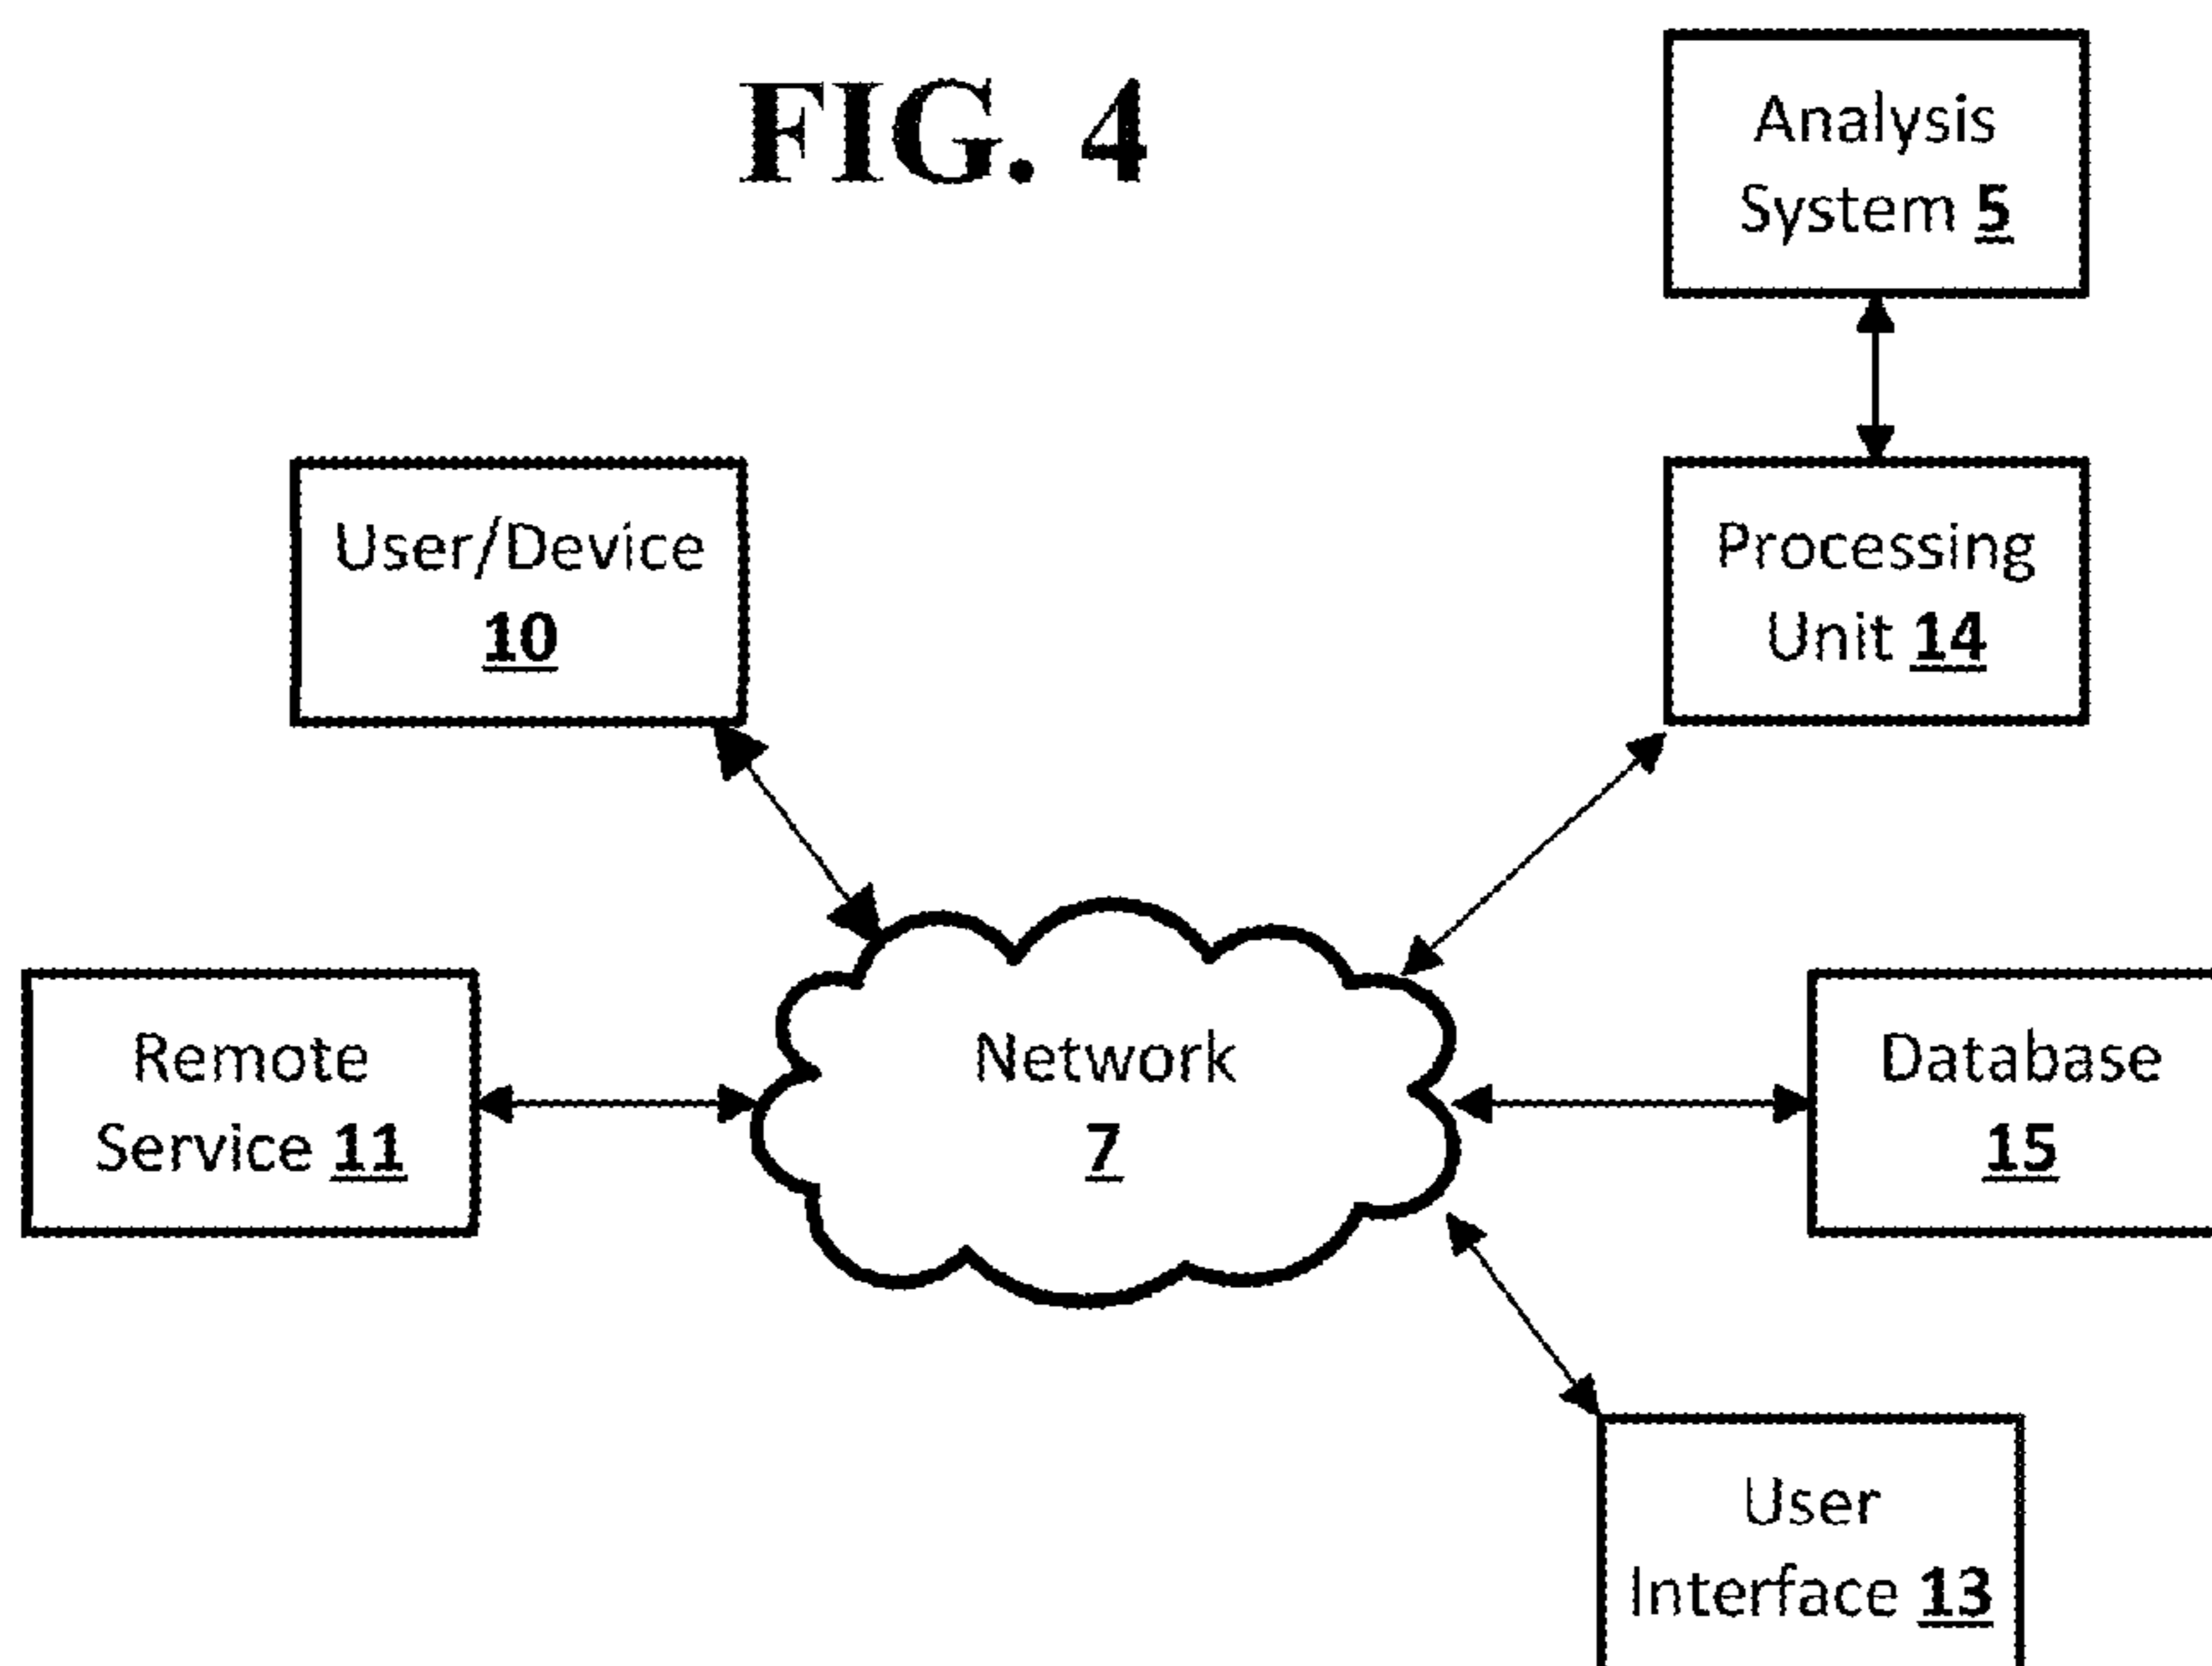 FIG. 4
Analysis
System 5
User/Device
10
Processing
Unit 14
Remote
Service 11
Network
7
Database
15
User
Interface 13